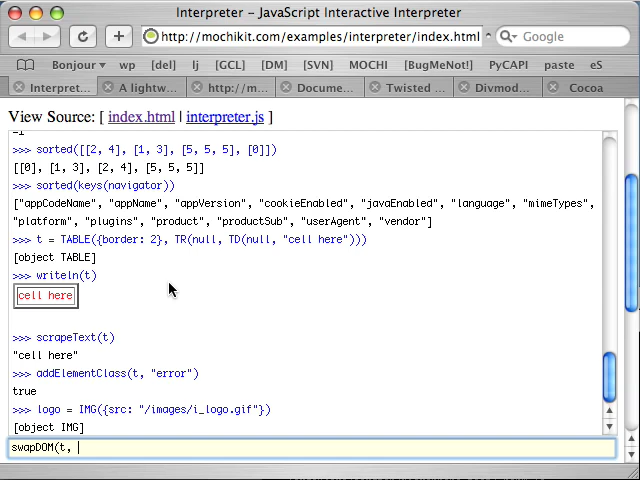 Interpreter – JavaScript Interactive Interpreter
http://mochikit.com/examples/interpreter/index.html
Google
Bonjour wp [del] lj [GCL] [DM] [SVN] MOCHI [BugMeNot!] PyCAPI paste eS
Interpret... A lightw... http://m... Docume... Twisted ... Divmod... Cocoa
View Source: [ index.html | interpreter.js ]
-1
>>> sorted([[2, 4], [1, 3], [5, 5, 5], [0]])
[[0], [1, 3], [2, 4], [5, 5, 5]]
>>> sorted(keys(navigator))
["appCodeName", "appName", "appVersion", "cookieEnabled", "javaEnabled", "language", "mimeTypes",
"platform", "plugins", "product", "productSub", "userAgent", "vendor"]
>>> t = TABLE({border: 2}, TR(null, TD(null, "cell here")))
[object TABLE]
>>> writeln(t)
cell here
>>> scrapeText(t)
"cell here"
>>> addElementClass(t, "error")
true
>>> logo = IMG({src: "/images/i_logo.gif"})
[object IMG]
swapDOM(t,